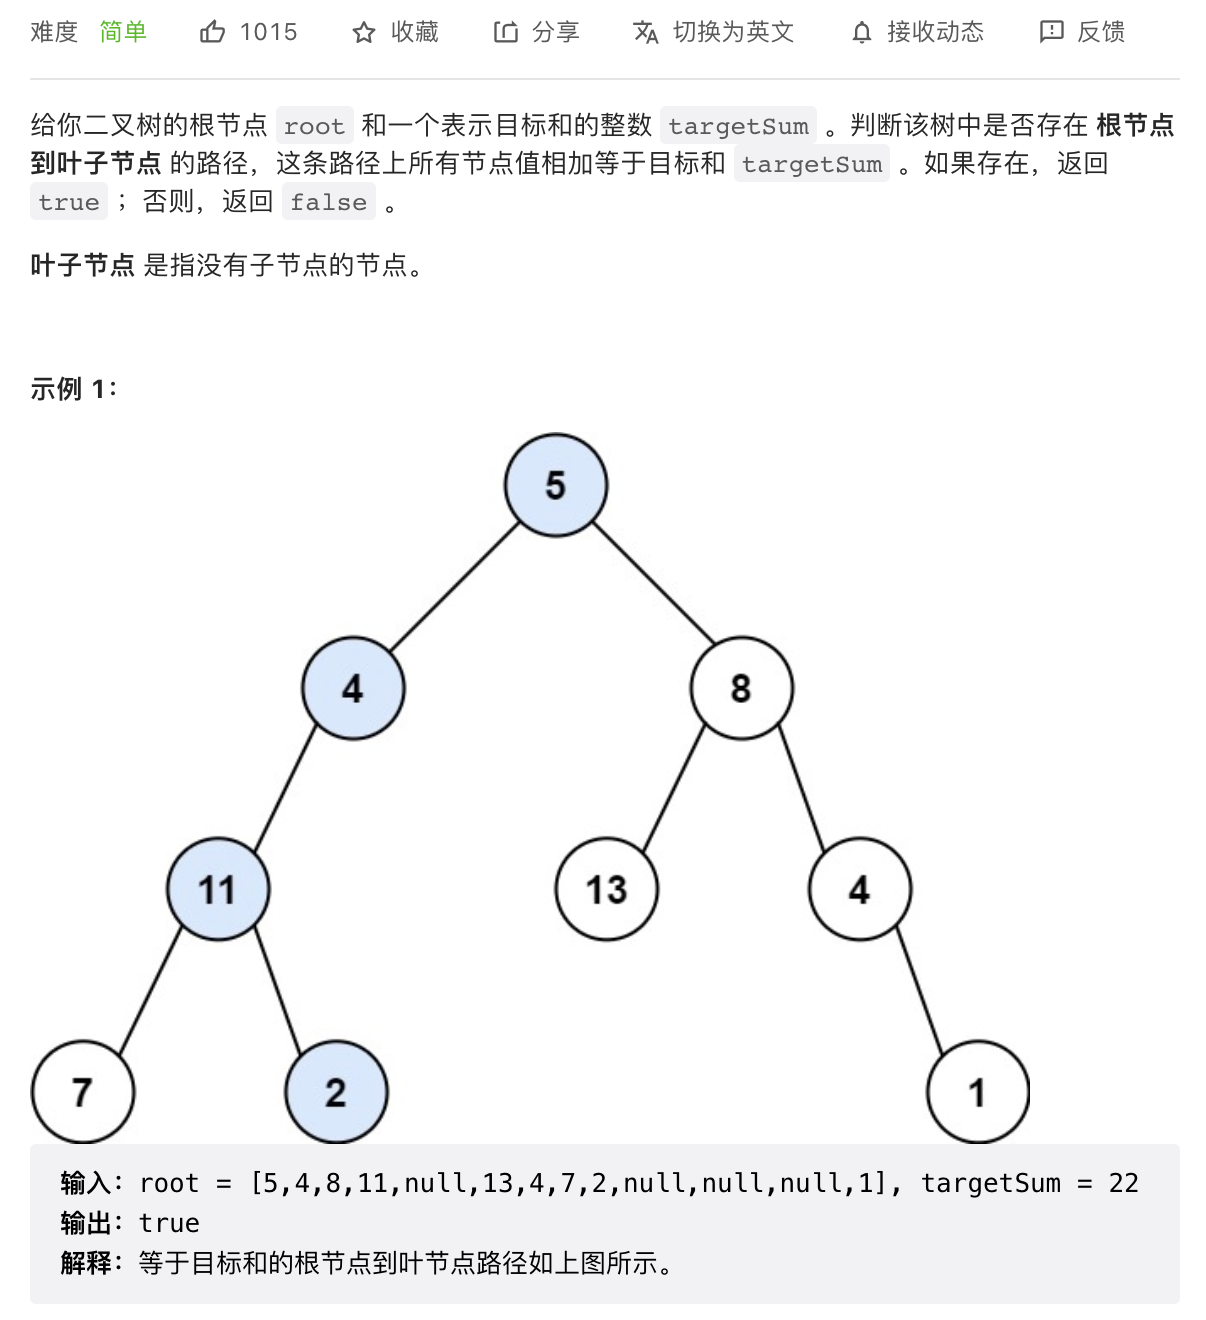 难度 简单 1015 收藏 分享 切换为英文 接收动态 反馈
给你二叉树的根节点 root 和一个表示目标和的整数 targetSum 。判断该树中是否存在 根节点
到叶子节点 的路径，这条路径上所有节点值相加等于目标和 targetSum 。如果存在，返回
true ；否则，返回 false 。
叶子节点 是指没有子节点的节点。
示例 1：
5
4 8
11 13 4
7 2 1
输入：root = [5,4,8,11,null,13,4,7,2,null,null,null,1], targetSum = 22
输出：true
解释：等于目标和的根节点到叶节点路径如上图所示。